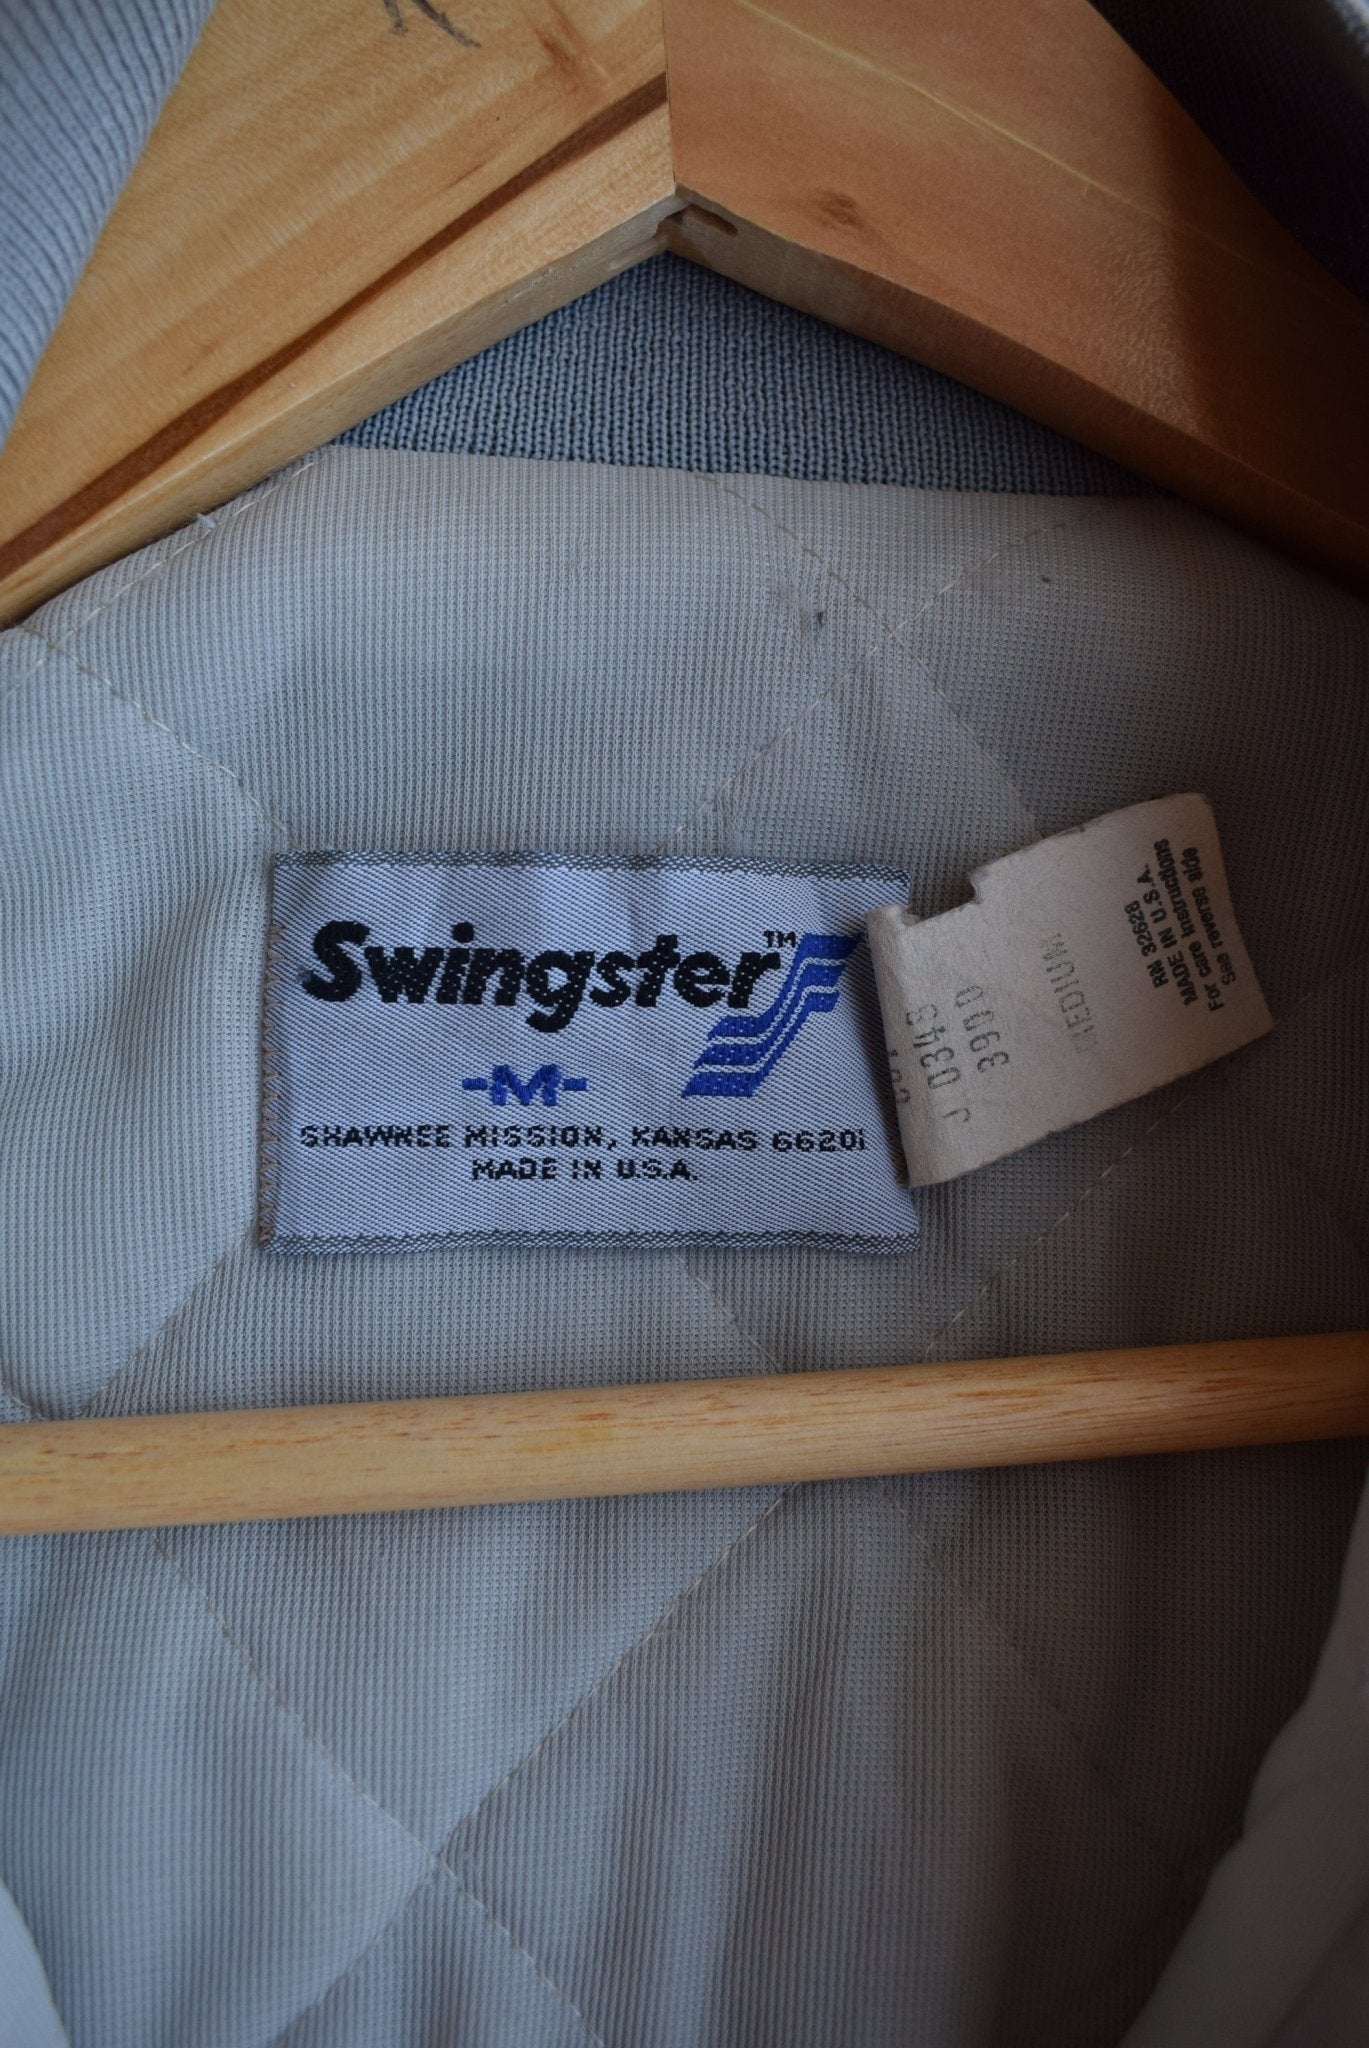 Swingster™
-M-
SHAWNEE MISSION, KANSAS 66201
MADE IN U.S.A.
RN 32628
MADE IN U.S.A.
For care instructions
See reverse side
MEDIUM
3900
J 0348